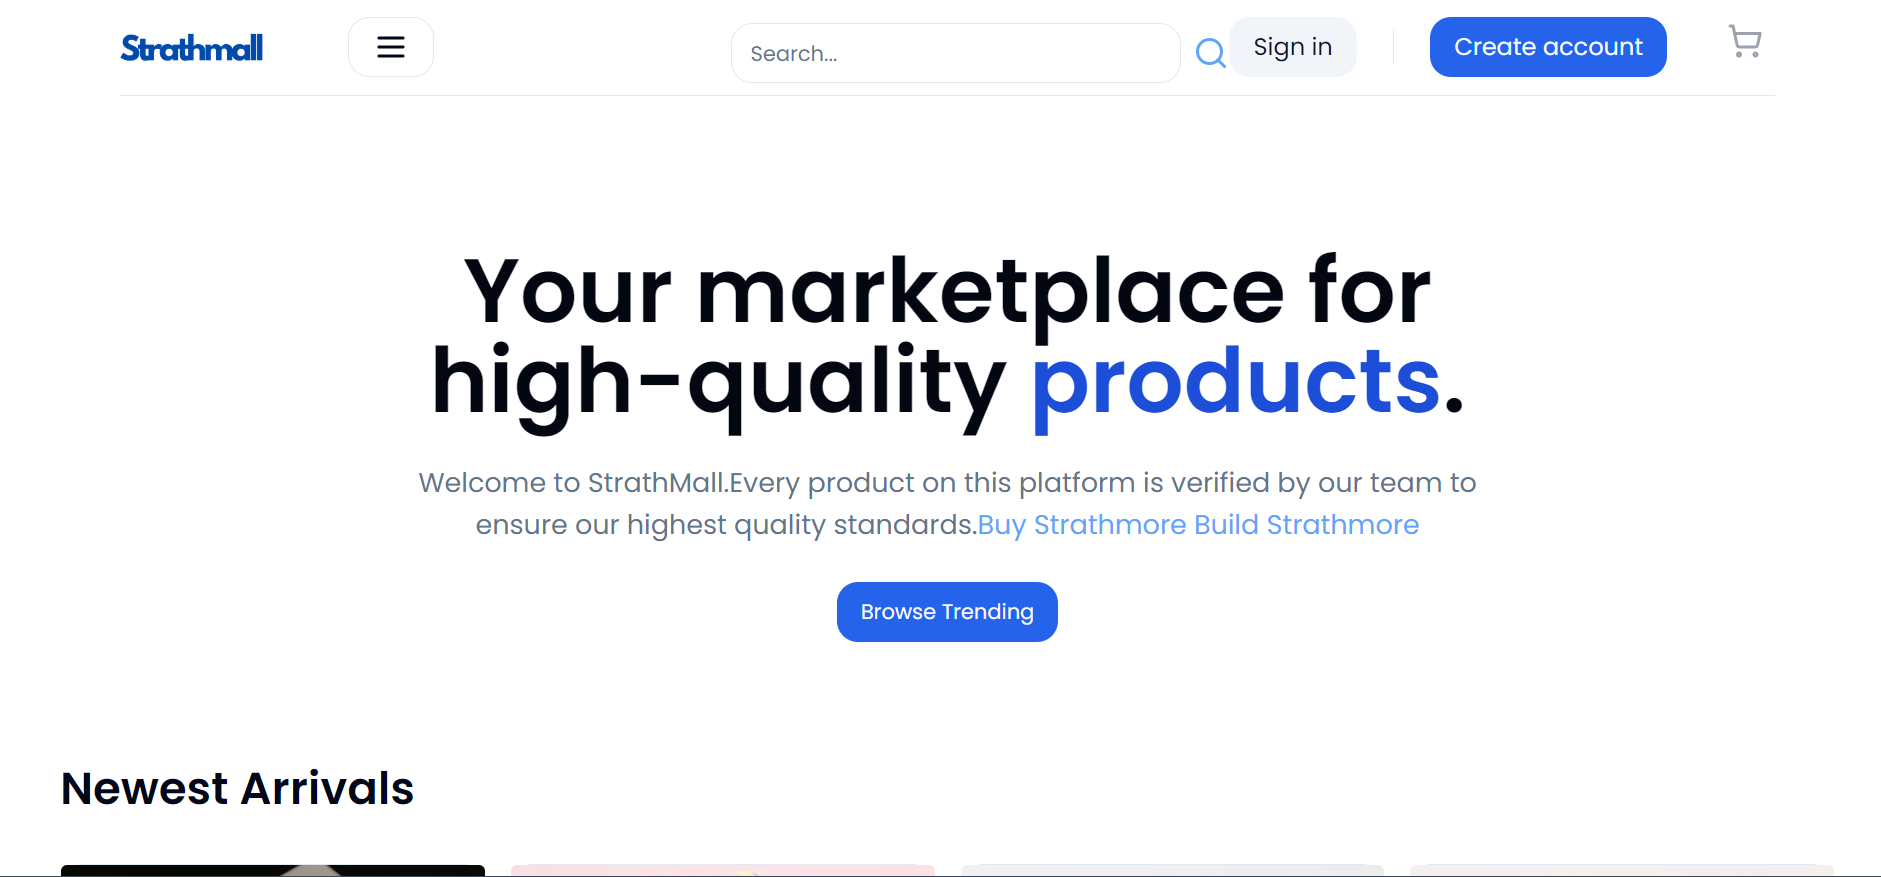 Strathmall
Search...
Sign in
Create account
Your marketplace for
high-quality products.
Welcome to StrathMall.Every product on this platform is verified by our team to
ensure our highest quality standards.Buy Strathmore Build Strathmore
Browse Trending
Newest Arrivals